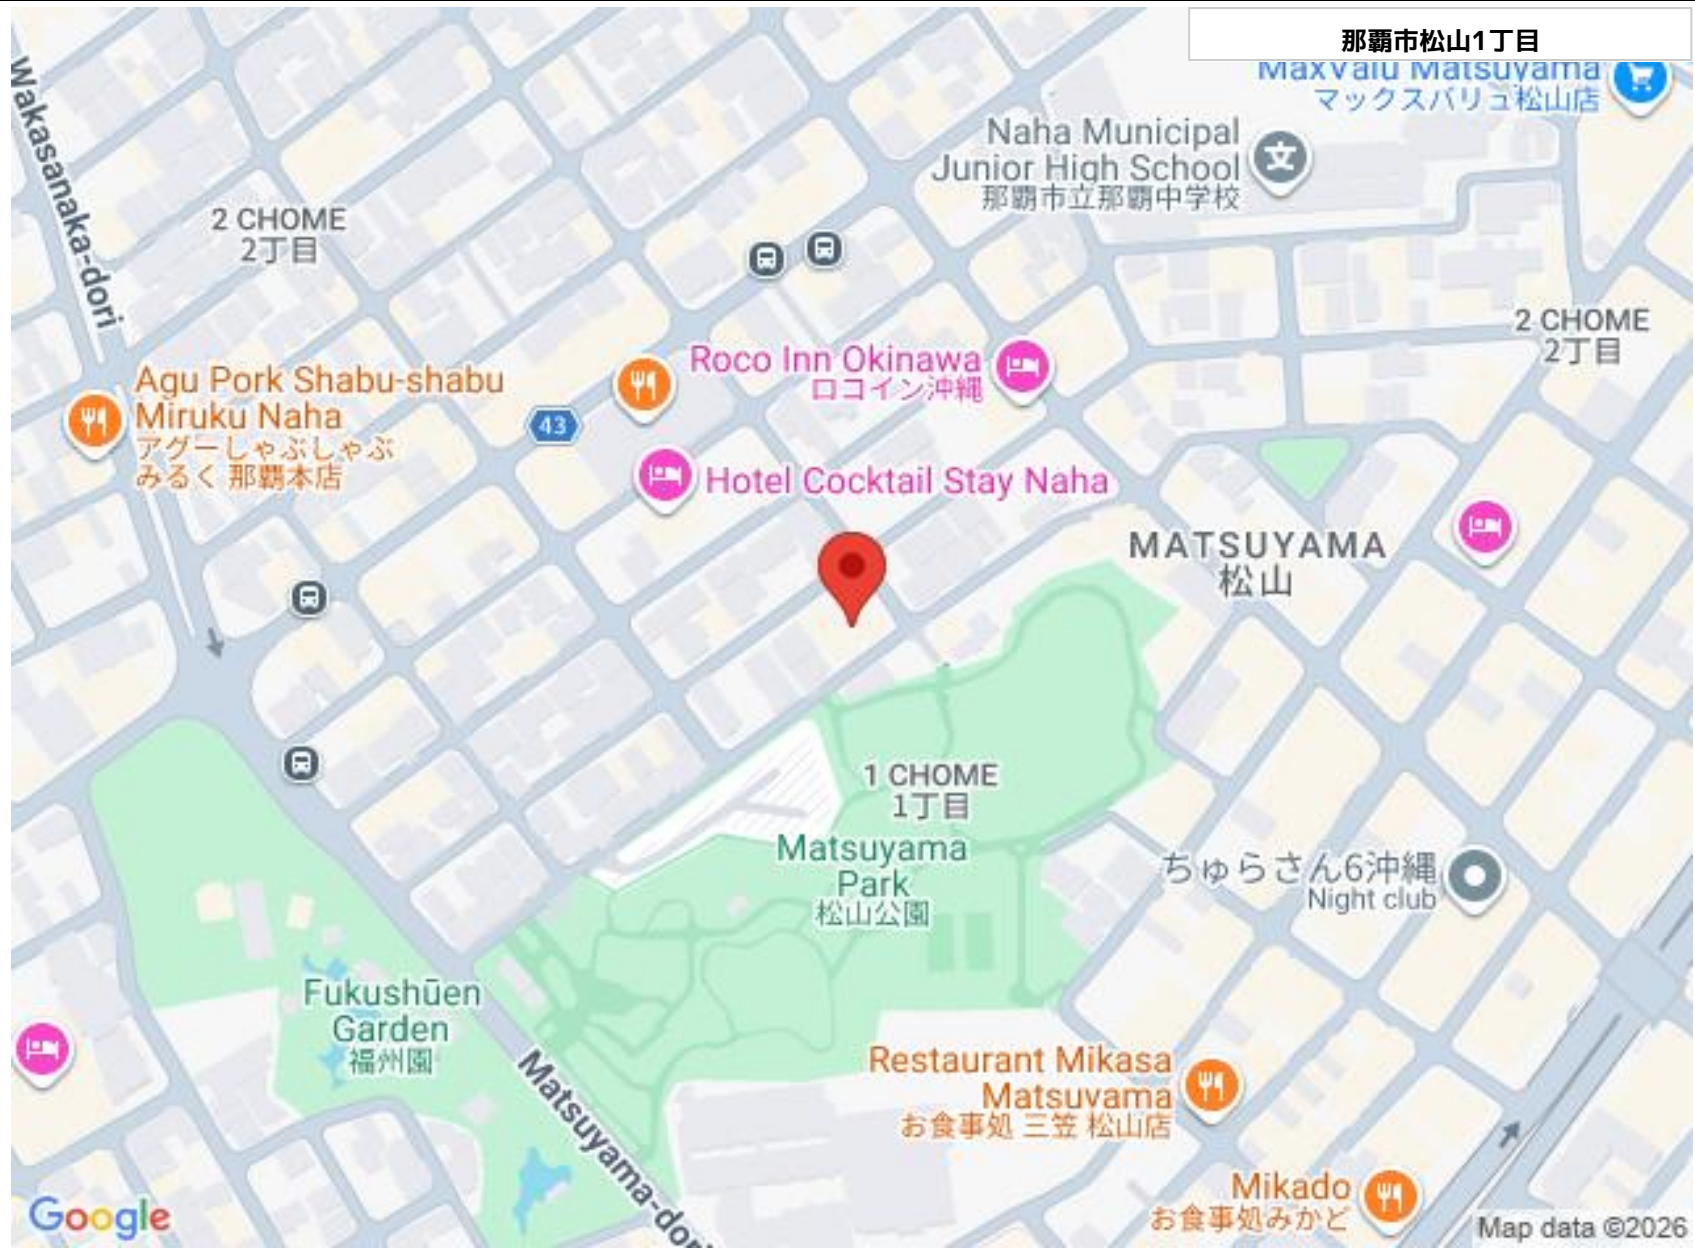 那覇市松山1丁目
MaxValu Matsuyama
マックスバリュ松山店
Wakasanaka-dori
Naha Municipal
Junior High School
那覇市立那覇中学校
文
2 CHOME
2丁目
2 CHOME
2丁目
Roco Inn Okinawa
ロコイン沖縄
Agu Pork Shabu-shabu
Miruku Naha
アグーしゃぶしゃぶ
みるく 那覇本店
43
Hotel Cocktail Stay Naha
MATSUYAMA
松山
1 CHOME
1丁目
Matsuyama
Park
松山公園
ちゅらさん6沖縄
Night club
Fukushūen
Garden
福州園
Matsuyama-dori
Restaurant Mikasa
Matsuyama
お食事処 三笠 松山店
Mikado
お食事処みかど
Google
Map data ©2026